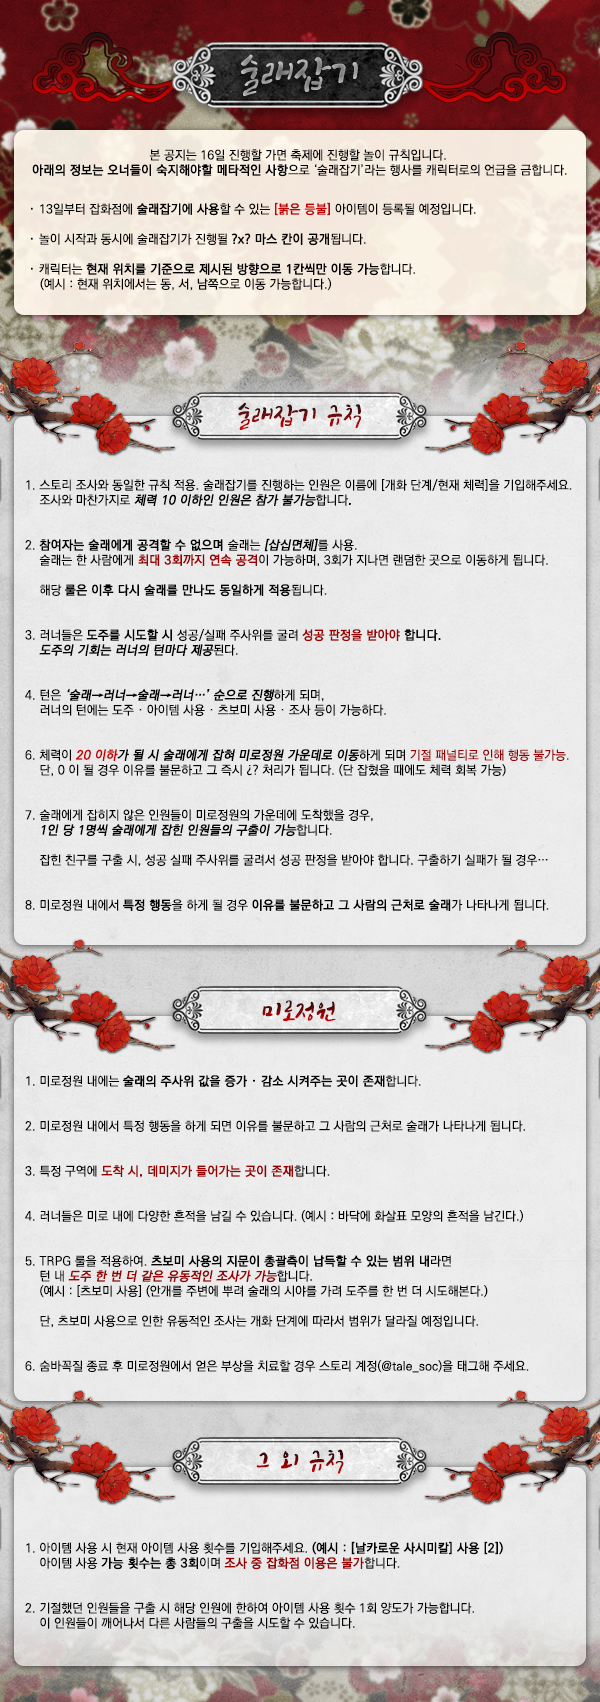 술래잡기
본 공지는 16일 진행할 가면 축제에 진행할 놀이 규칙입니다.
아래의 정보는 오너들이 숙지해야할 메타적인 사항으로 '술래잡기'라는 행사를 캐릭터로의 언급을 금합니다.
· 13일부터 잡화점에 술래잡기에 사용할 수 있는 [붉은 등불] 아이템이 등록될 예정입니다.
· 놀이 시작과 동시에 술래잡기가 진행될 ?x? 마스 칸이 공개됩니다.
· 캐릭터는 현재 위치를 기준으로 제시된 방향으로 1칸씩만 이동 가능합니다.
(예시 : 현재 위치에서는 동, 서, 남쪽으로 이동 가능합니다.)
술래잡기 규칙
1. 스토리 조사와 동일한 규칙 적용. 술래잡기를 진행하는 인원은 이름에 [개화 단계/현재 체력]을 기입해주세요.
조사와 마찬가지로 체력 10 이하인 인원은 참가 불가능합니다.
2. 참여자는 술래에게 공격할 수 없으며 술래는 [삽십면체]를 사용.
술래는 한 사람에게 최대 3회까지 연속 공격이 가능하며, 3회가 지나면 랜덤한 곳으로 이동하게 됩니다.
해당 룰은 이후 다시 술래를 만나도 동일하게 적용됩니다.
3. 러너들은 도주를 시도할 시 성공/실패 주사위를 굴려 성공 판정을 받아야 합니다.
도주의 기회는 러너의 턴마다 제공된다.
4. 턴은 '술래→러너→술래→러너…' 순으로 진행하게 되며,
러너의 턴에는 도주 · 아이템 사용 · 츠보미 사용 · 조사 등이 가능하다.
6. 체력이 20 이하가 될 시 술래에게 잡혀 미로정원 가운데로 이동하게 되며 기절 패널티로 인해 행동 불가능.
단, 0 이 될 경우 이유를 불문하고 그 즉시 ¿? 처리가 됩니다. (단 잡혔을 때에도 체력 회복 가능)
7. 술래에게 잡히지 않은 인원들이 미로정원의 가운데에 도착했을 경우,
1인 당 1명씩 술래에게 잡힌 인원들의 구출이 가능합니다.
잡힌 친구를 구출 시, 성공 실패 주사위를 굴려서 성공 판정을 받아야 합니다. 구출하기 실패가 될 경우…
8. 미로정원 내에서 특정 행동을 하게 될 경우 이유를 불문하고 그 사람의 근처로 술래가 나타나게 됩니다.
미로정원
1. 미로정원 내에는 술래의 주사위 값을 증가 · 감소 시켜주는 곳이 존재합니다.
2. 미로정원 내에서 특정 행동을 하게 되면 이유를 불문하고 그 사람의 근처로 술래가 나타나게 됩니다.
3. 특정 구역에 도착 시, 데미지가 들어가는 곳이 존재합니다.
4. 러너들은 미로 내에 다양한 흔적을 남길 수 있습니다. (예시 : 바닥에 화살표 모양의 흔적을 남긴다.)
5. TRPG 룰을 적용하여. 츠보미 사용의 지문이 총괄측이 납득할 수 있는 범위 내라면
턴 내 도주 한 번 더 같은 유동적인 조사가 가능합니다.
(예시 : [츠보미 사용] (안개를 주변에 뿌려 술래의 시야를 가려 도주를 한 번 더 시도해본다.)
단, 츠보미 사용으로 인한 유동적인 조사는 개화 단계에 따라서 범위가 달라질 예정입니다.
6. 숨바꼭질 종료 후 미로정원에서 얻은 부상을 치료할 경우 스토리 계정(@tale_soc)을 태그해 주세요.
그 외 규칙
1. 아이템 사용 시 현재 아이템 사용 횟수를 기입해주세요. (예시 : [날카로운 사시미칼] 사용 [2])
아이템 사용 가능 횟수는 총 3회이며 조사 중 잡화점 이용은 불가합니다.
2. 기절했던 인원들을 구출 시 해당 인원에 한하여 아이템 사용 횟수 1회 양도가 가능합니다.
이 인원들이 깨어나서 다른 사람들의 구출을 시도할 수 있습니다.